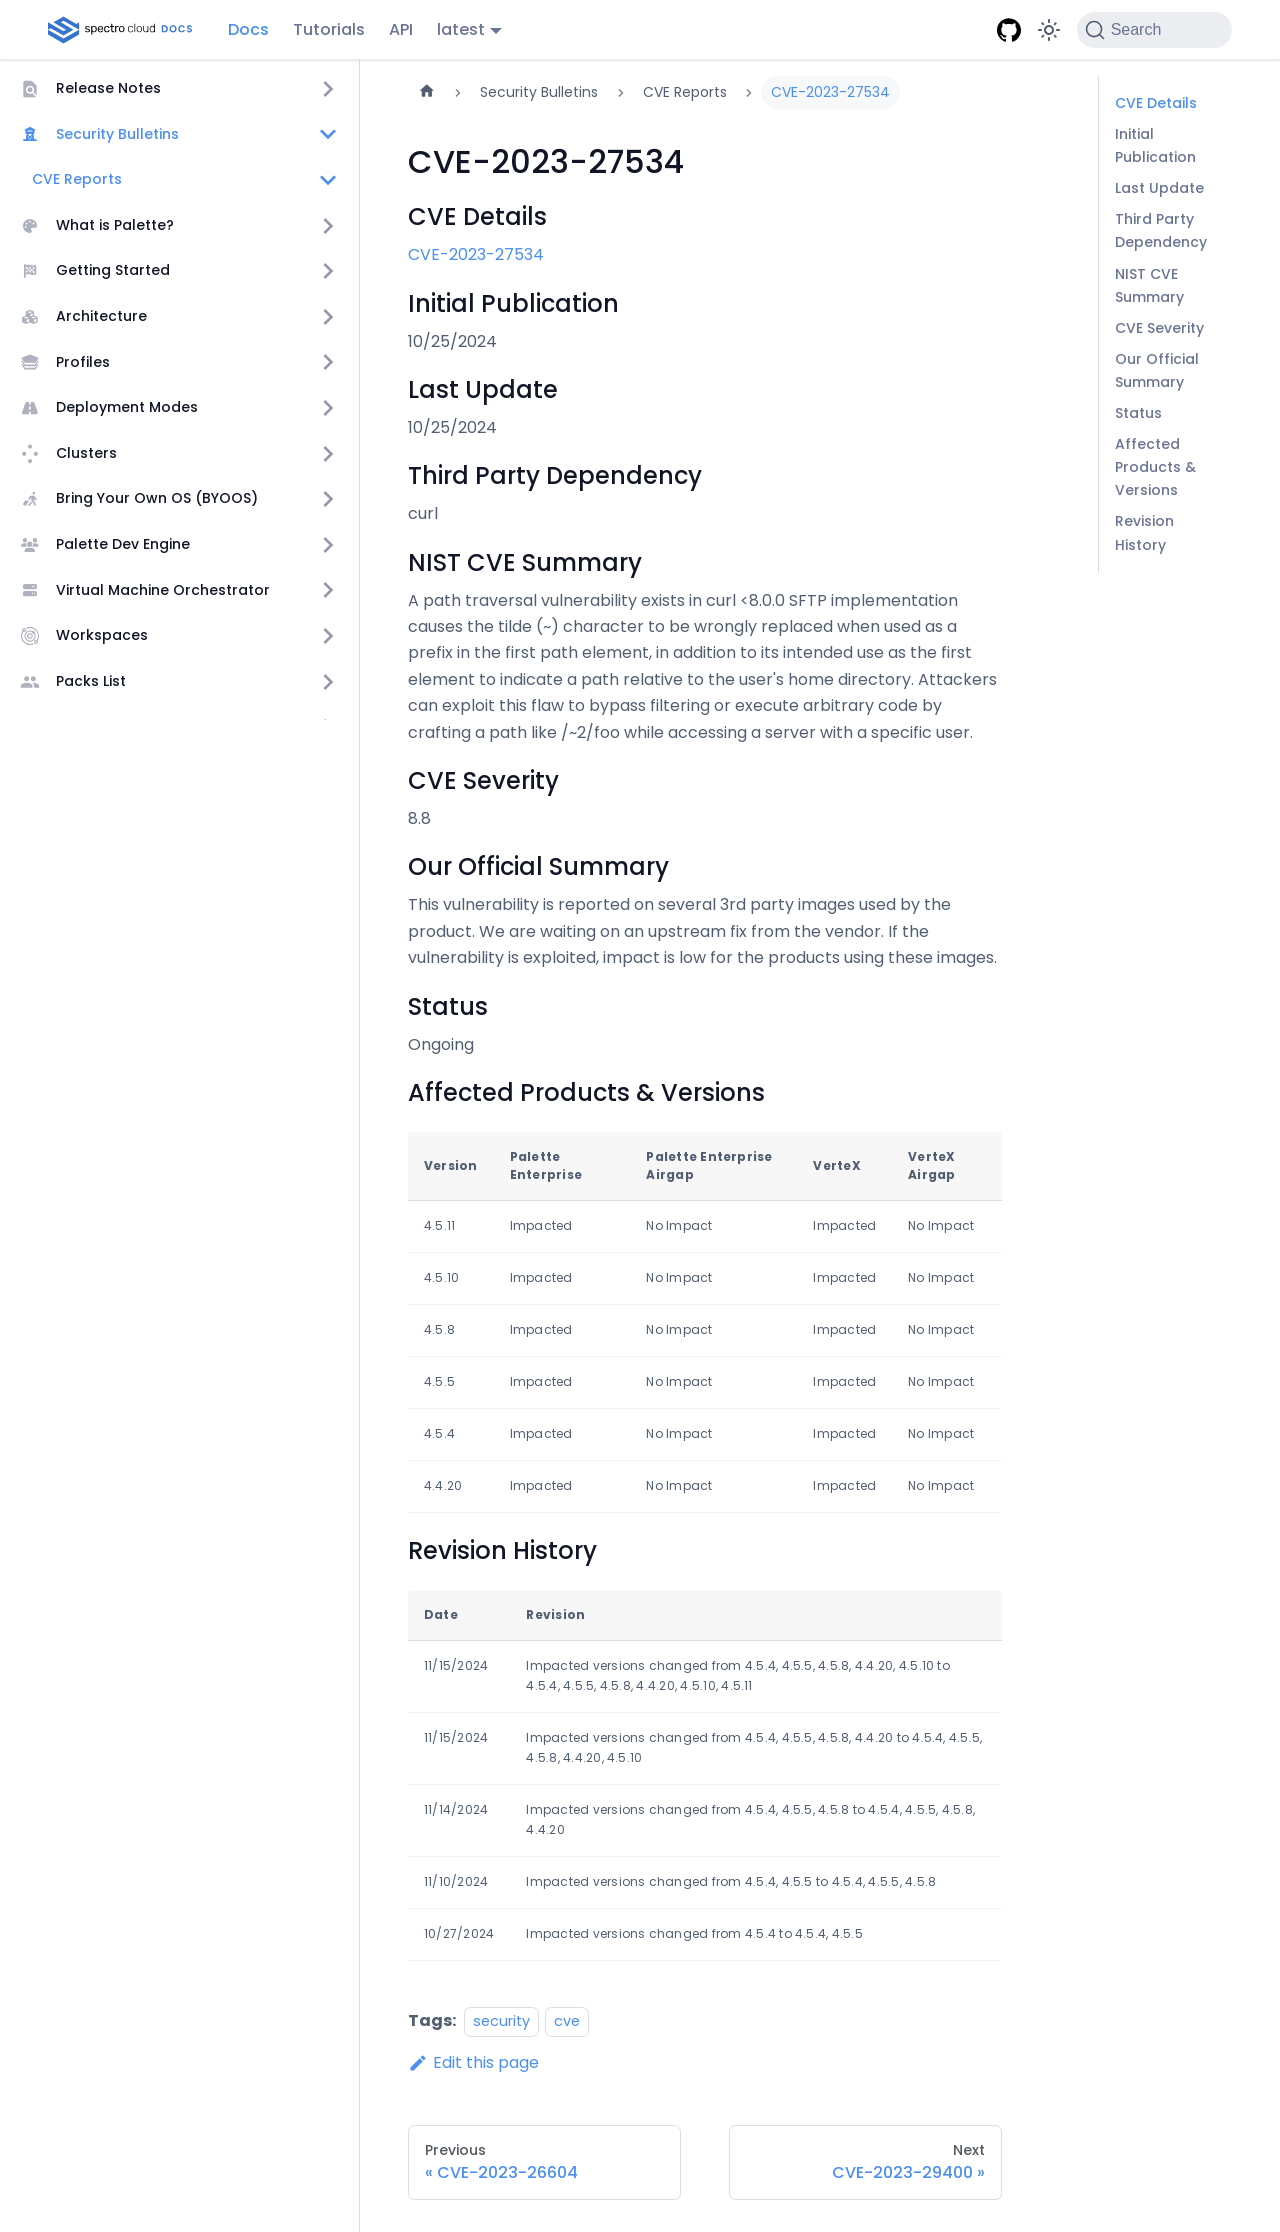 spectro cloud DOCS
Docs
Tutorials
API
latest
Search
Release Notes
Security Bulletins
CVE Reports
What is Palette?
Getting Started
Architecture
Profiles
Deployment Modes
Clusters
Bring Your Own OS (BYOOS)
Palette Dev Engine
Virtual Machine Orchestrator
Workspaces
Packs List
Security Bulletins
CVE Reports
CVE-2023-27534
CVE-2023-27534
CVE Details
CVE-2023-27534
Initial Publication
10/25/2024
Last Update
10/25/2024
Third Party Dependency
curl
NIST CVE Summary
A path traversal vulnerability exists in curl <8.0.0 SFTP implementation
causes the tilde (~) character to be wrongly replaced when used as a
prefix in the first path element, in addition to its intended use as the first
element to indicate a path relative to the user's home directory. Attackers
can exploit this flaw to bypass filtering or execute arbitrary code by
crafting a path like /~2/foo while accessing a server with a specific user.
CVE Severity
8.8
Our Official Summary
This vulnerability is reported on several 3rd party images used by the
product. We are waiting on an upstream fix from the vendor. If the
vulnerability is exploited, impact is low for the products using these images.
Status
Ongoing
Affected Products & Versions
Version Palette Enterprise Palette Enterprise Airgap VerteX VerteX Airgap
4.5.11 Impacted No Impact Impacted No Impact
4.5.10 Impacted No Impact Impacted No Impact
4.5.8 Impacted No Impact Impacted No Impact
4.5.5 Impacted No Impact Impacted No Impact
4.5.4 Impacted No Impact Impacted No Impact
4.4.20 Impacted No Impact Impacted No Impact
Revision History
Date Revision
11/15/2024 Impacted versions changed from 4.5.4, 4.5.5, 4.5.8, 4.4.20, 4.5.10 to
4.5.4, 4.5.5, 4.5.8, 4.4.20, 4.5.10, 4.5.11
11/15/2024 Impacted versions changed from 4.5.4, 4.5.5, 4.5.8, 4.4.20 to 4.5.4, 4.5.5,
4.5.8, 4.4.20, 4.5.10
11/14/2024 Impacted versions changed from 4.5.4, 4.5.5, 4.5.8 to 4.5.4, 4.5.5, 4.5.8,
4.4.20
11/10/2024 Impacted versions changed from 4.5.4, 4.5.5 to 4.5.4, 4.5.5, 4.5.8
10/27/2024 Impacted versions changed from 4.5.4 to 4.5.4, 4.5.5
Tags: security cve
Edit this page
Previous
« CVE-2023-26604
Next
CVE-2023-29400 »
CVE Details
Initial
Publication
Last Update
Third Party
Dependency
NIST CVE
Summary
CVE Severity
Our Official
Summary
Status
Affected
Products &
Versions
Revision
History